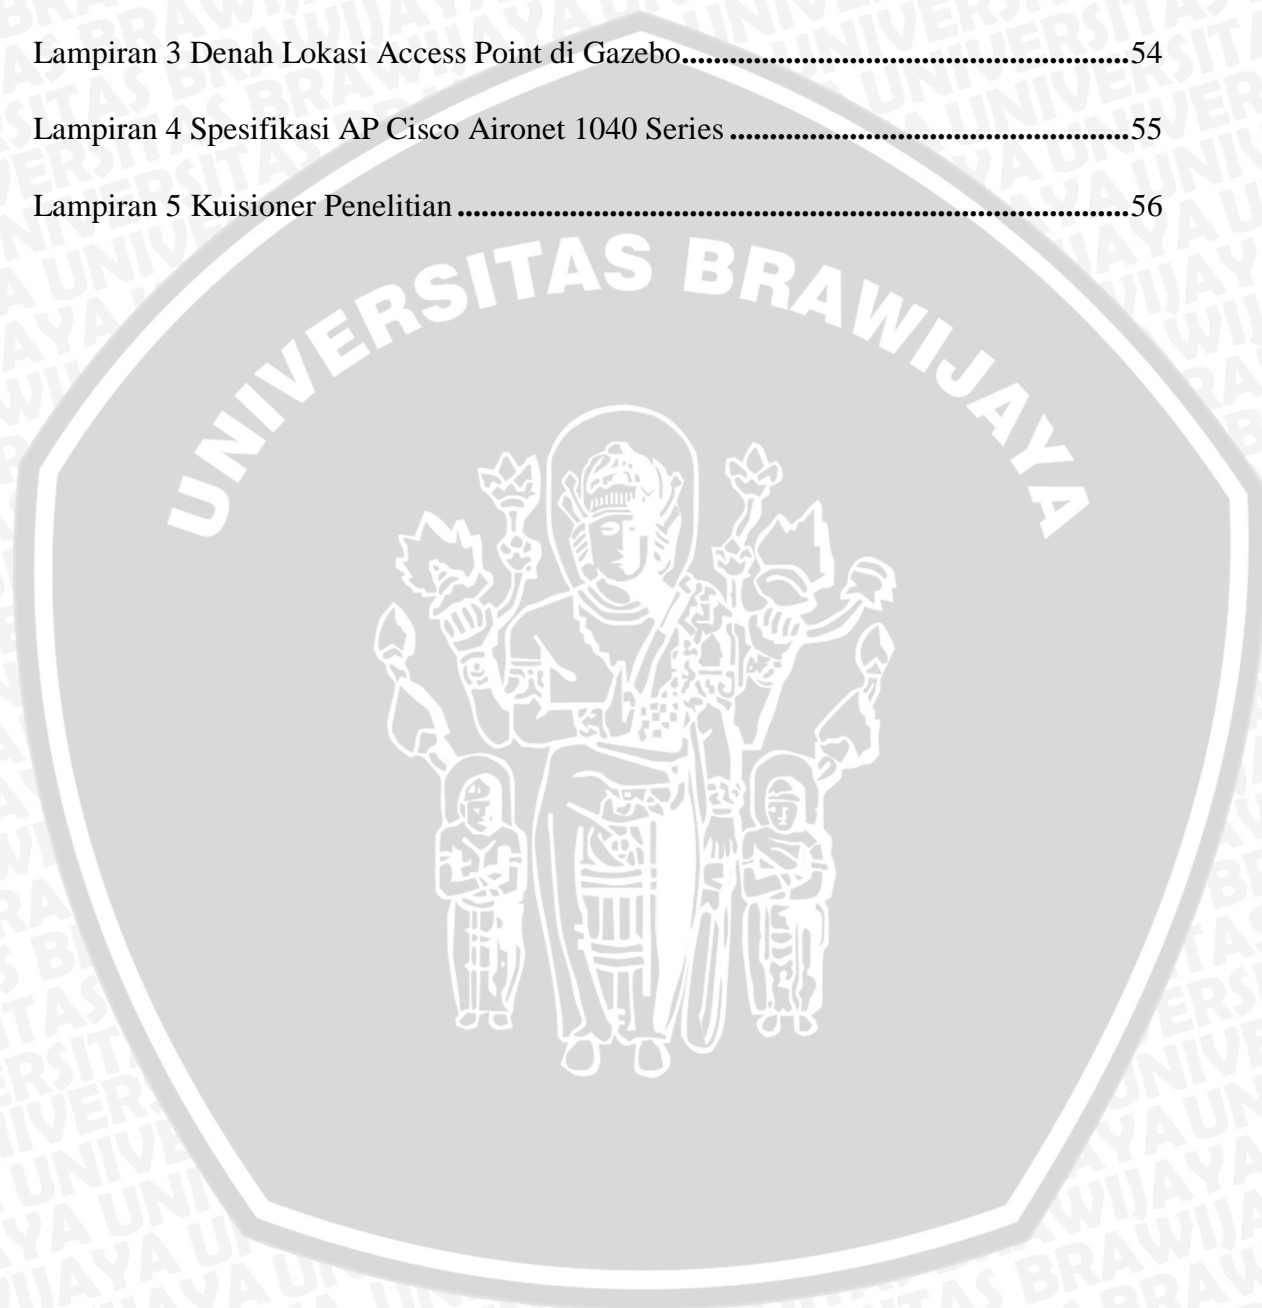 Lampiran 3 Denah Lokasi Access Point di Gazebo.........................................................54
Lampiran 4 Spesifikasi AP Cisco Aironet 1040 Series..................................................55
Lampiran 5 Kuisioner Penelitian....................................................................................56
UNIVERSITAS BRAWIJAYA